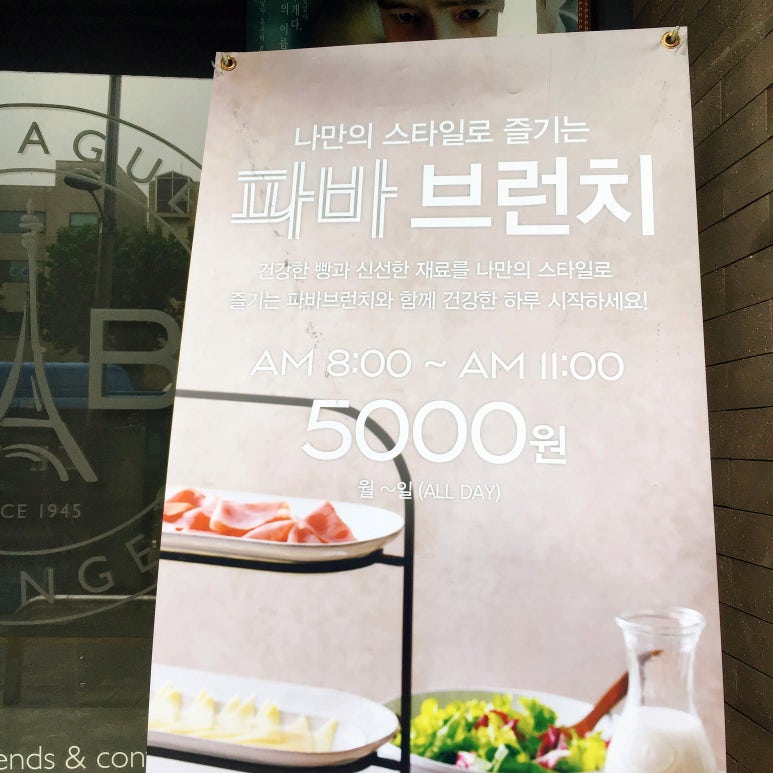 나만의 스타일로 즐기는
파바 브런치
건강한 빵과 신선한 재료를 나만의 스타일로
즐기는 파바브런치와 함께 건강한 하루 시작하세요!
AM 8:00 ~ AM 11:00
5000원
월 ~일 (ALL DAY)
AGU
AB
CE 1945
NGE
ends & con